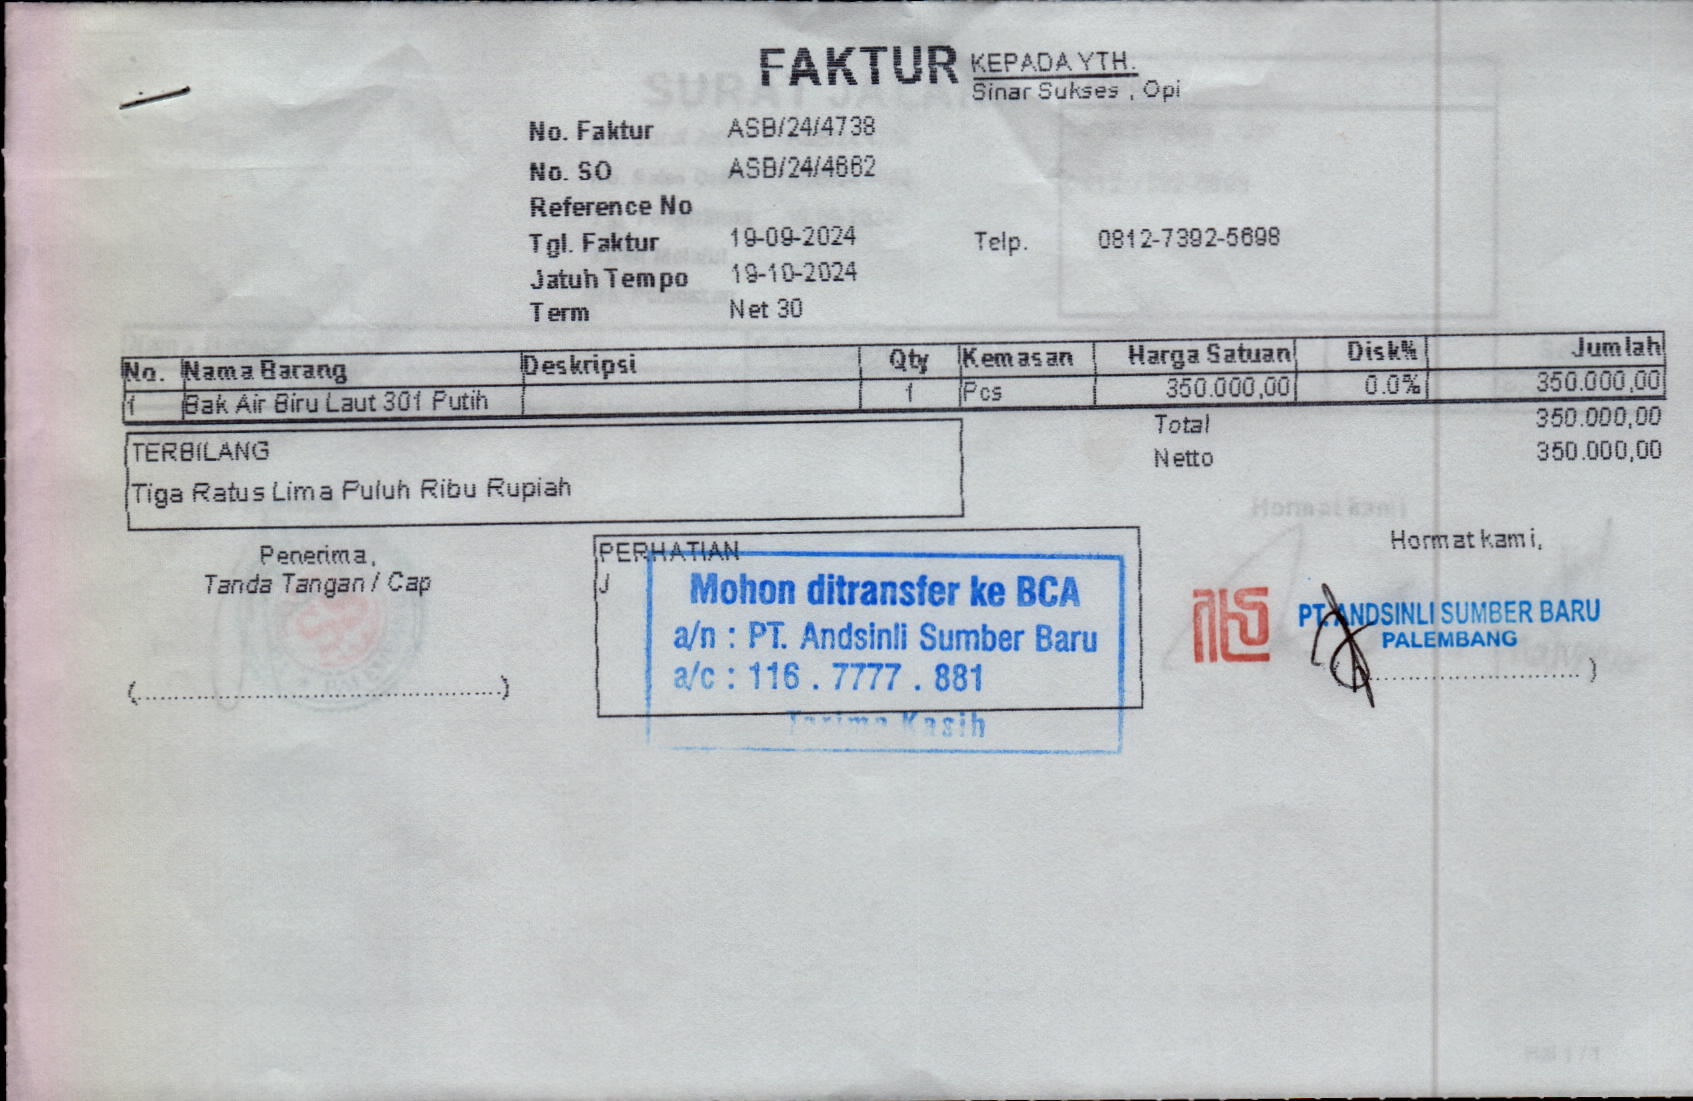 FAKTUR
KEPADA YTH.
Sinar Sukses , Opi
No. Faktur ASB/24/4738
No. SO ASB/24/4662
Reference No
Tgl. Faktur 19-09-2024 Telp. 0812-7392-5698
Jatuh Tempo 19-10-2024
Term Net 30
No. Nama Barang Deskripsi Qty Kemasan Harga Satuan Disk% Jumlah
1 Bak Air Biru Laut 301 Putih 1 Pcs 350.000,00 0.0% 350.000,00
Total 350.000,00
Netto 350.000,00
TERBILANG
Tiga Ratus Lima Puluh Ribu Rupiah
Penerima,
Tanda Tangan / Cap
(..............................................)
PERHATIAN
J
Mohon ditransfer ke BCA
a/n : PT. Andsinli Sumber Baru
a/c : 116 . 7777 . 881
Terima Kasih
Hormat kami,
PT. ANDSINLI SUMBER BARU
PALEMBANG